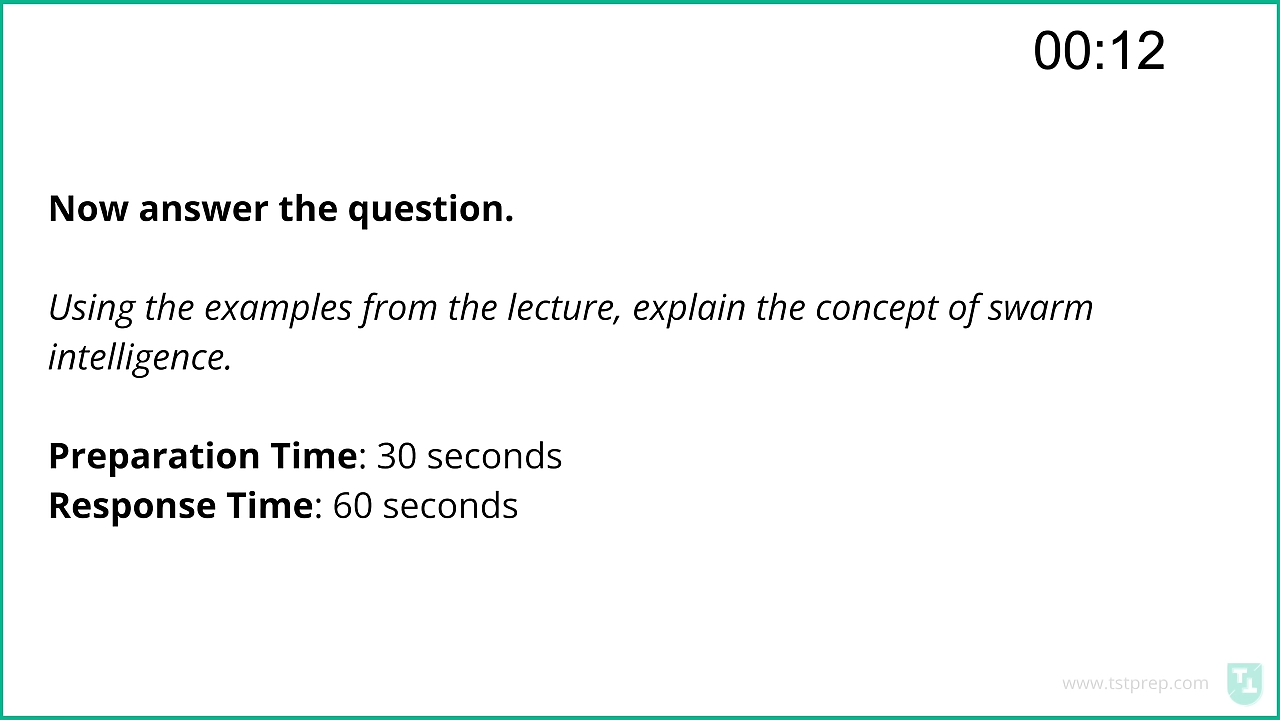 00:12
Now answer the question.
Using the examples from the lecture, explain the concept of swarm
intelligence.
Preparation Time: 30 seconds
Response Time: 60 seconds
www.tstprep.com